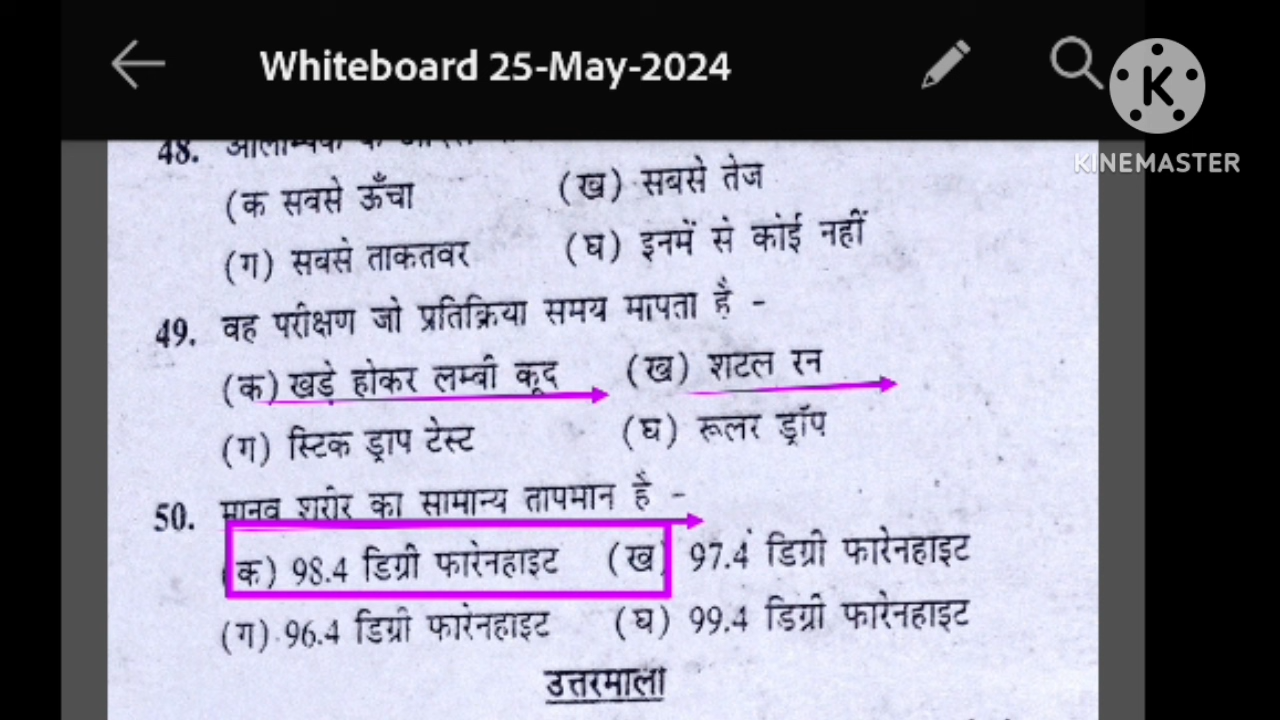 Whiteboard 25-May-2024
K
KINEMASTER
48.
(क सबसे ऊँचा (ख) सबसे तेज
(ग) सबसे ताकतवर (घ) इनमें से कोई नहीं
49. वह परीक्षण जो प्रतिक्रिया समय मापता है -
(क) खड़े होकर लम्बी कूद (ख) शटल रन
(ग) स्टिक ड्राप टेस्ट (घ) रूलर ड्रॉप
50. मानव शरीर का सामान्य तापमान है -
क) 98.4 डिग्री फारेनहाइट (ख) 97.4 डिग्री फारेनहाइट
(ग) 96.4 डिग्री फारेनहाइट (घ) 99.4 डिग्री फारेनहाइट
उत्तरमाला